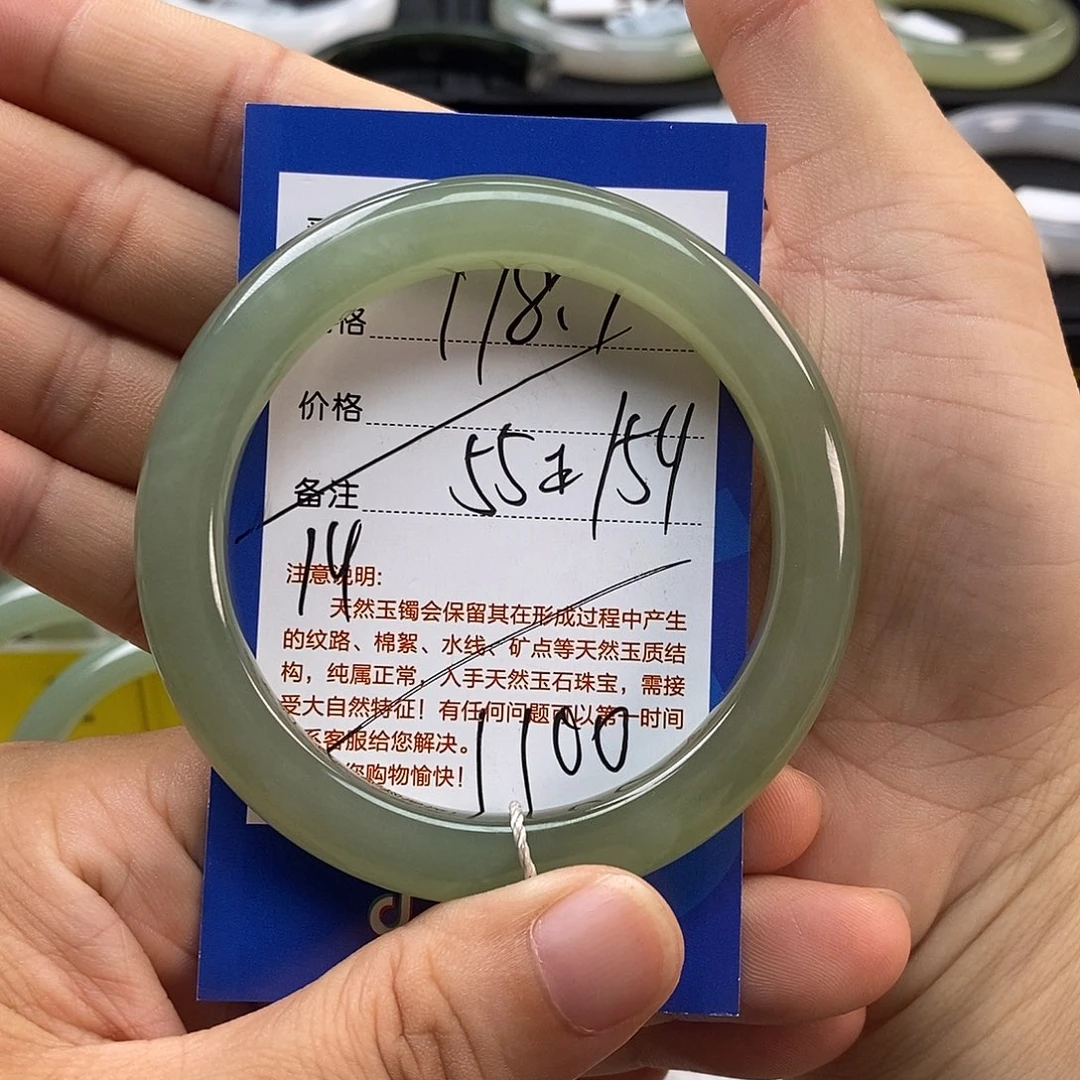 格 118.1
价格
备注 55± 154
14
注意说明:
天然玉镯会保留其在形成过程中产生
的纹路、棉絮、水线、矿点等天然玉质结
构，纯属正常，入手天然玉石珠宝，需接
受大自然特征！有任何问题可以第一时间
系客服给您解决。
您购物愉快！
1100